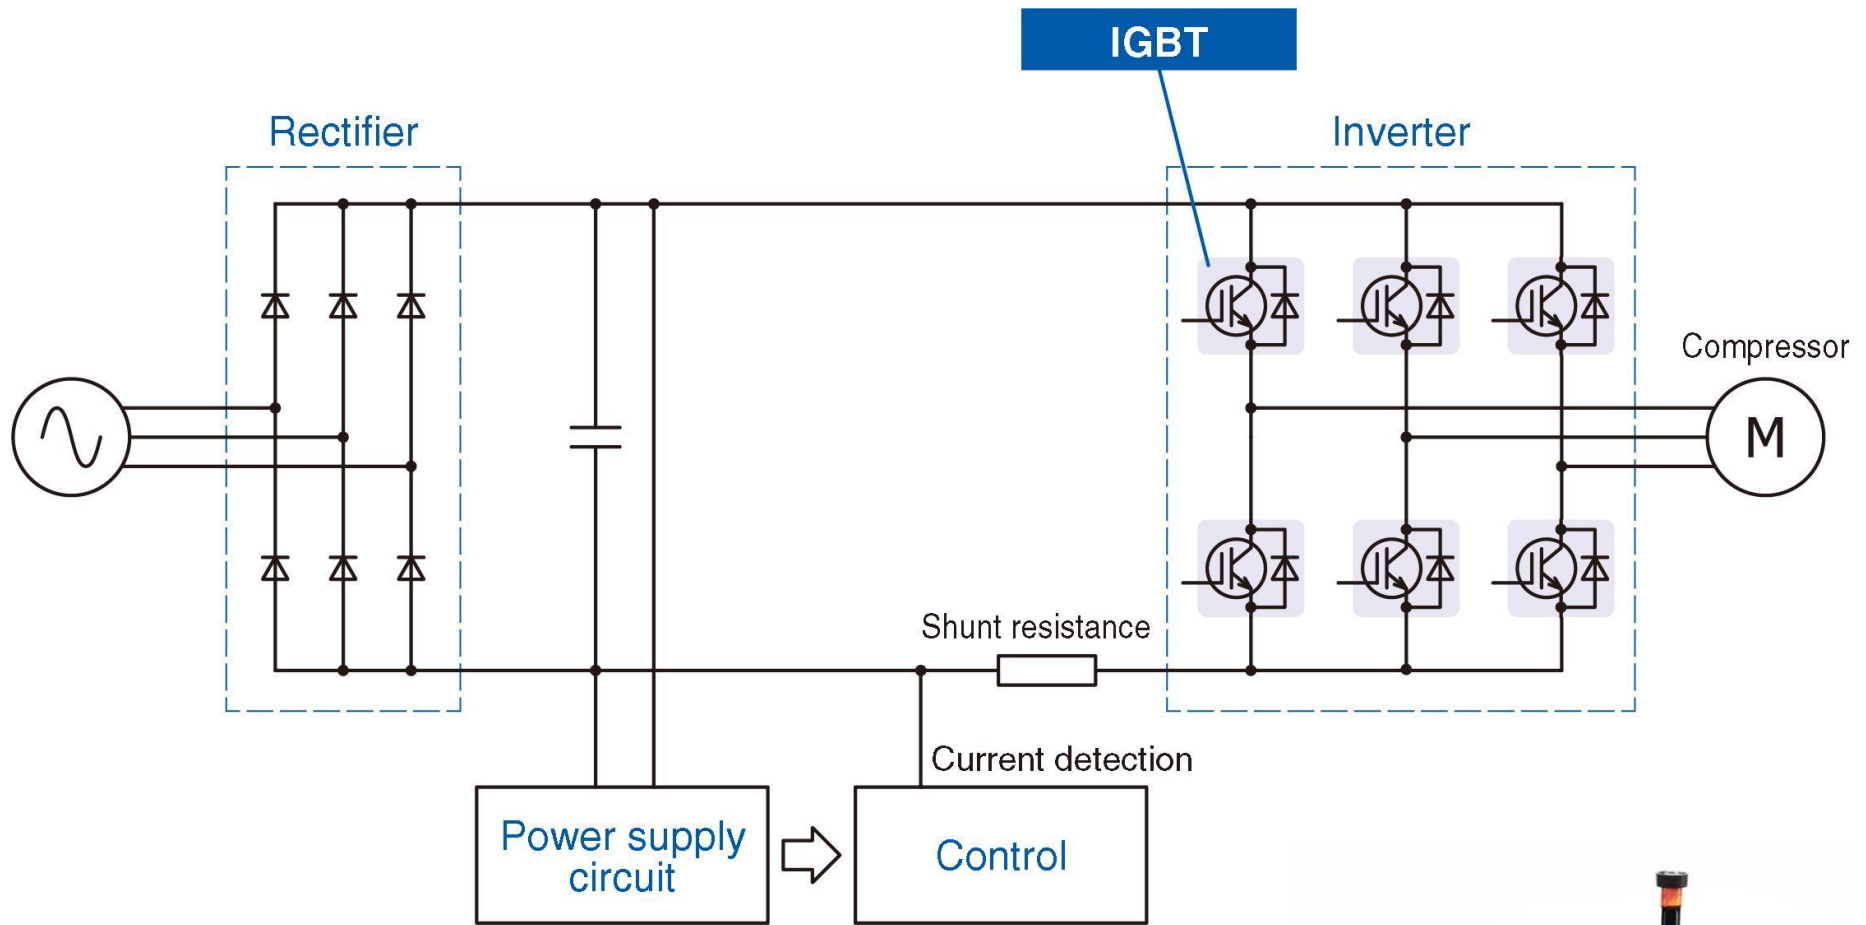 IGBT
Rectifier
Inverter
Compressor
M
Shunt resistance
Current detection
Power supply
circuit
Control